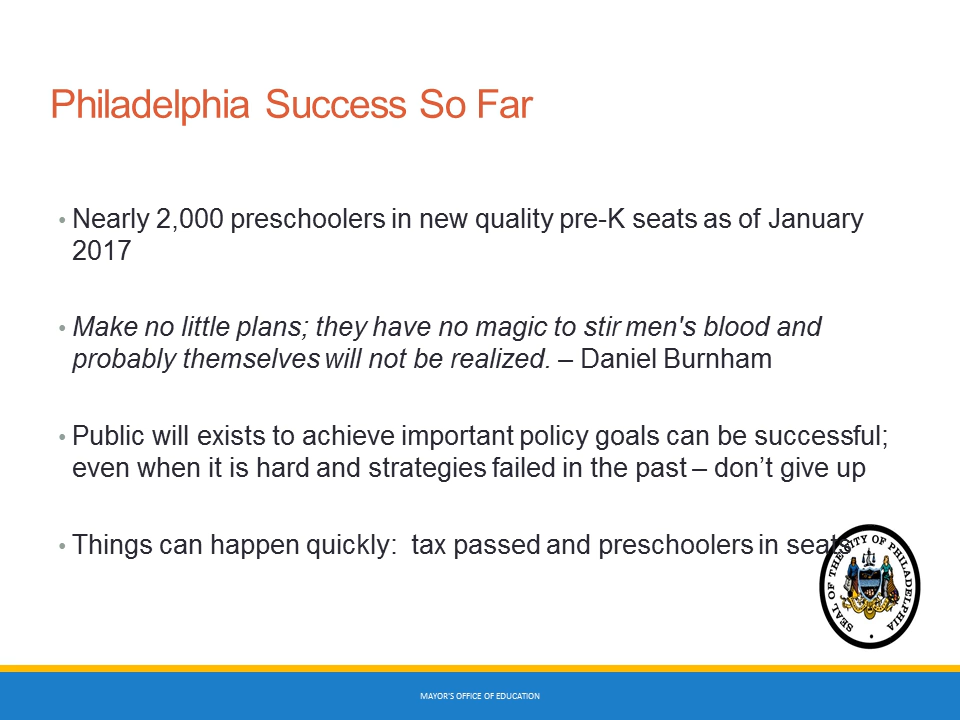 Philadelphia Success So Far
• Nearly 2,000 preschoolers in new quality pre-K seats as of January
2017
• Make no little plans; they have no magic to stir men's blood and
probably themselves will not be realized. – Daniel Burnham
• Public will exists to achieve important policy goals can be successful;
even when it is hard and strategies failed in the past – don’t give up
• Things can happen quickly:  tax passed and preschoolers in seats
SEAL OF THE CITY OF PHILADELPHIA
MAYOR'S OFFICE OF EDUCATION